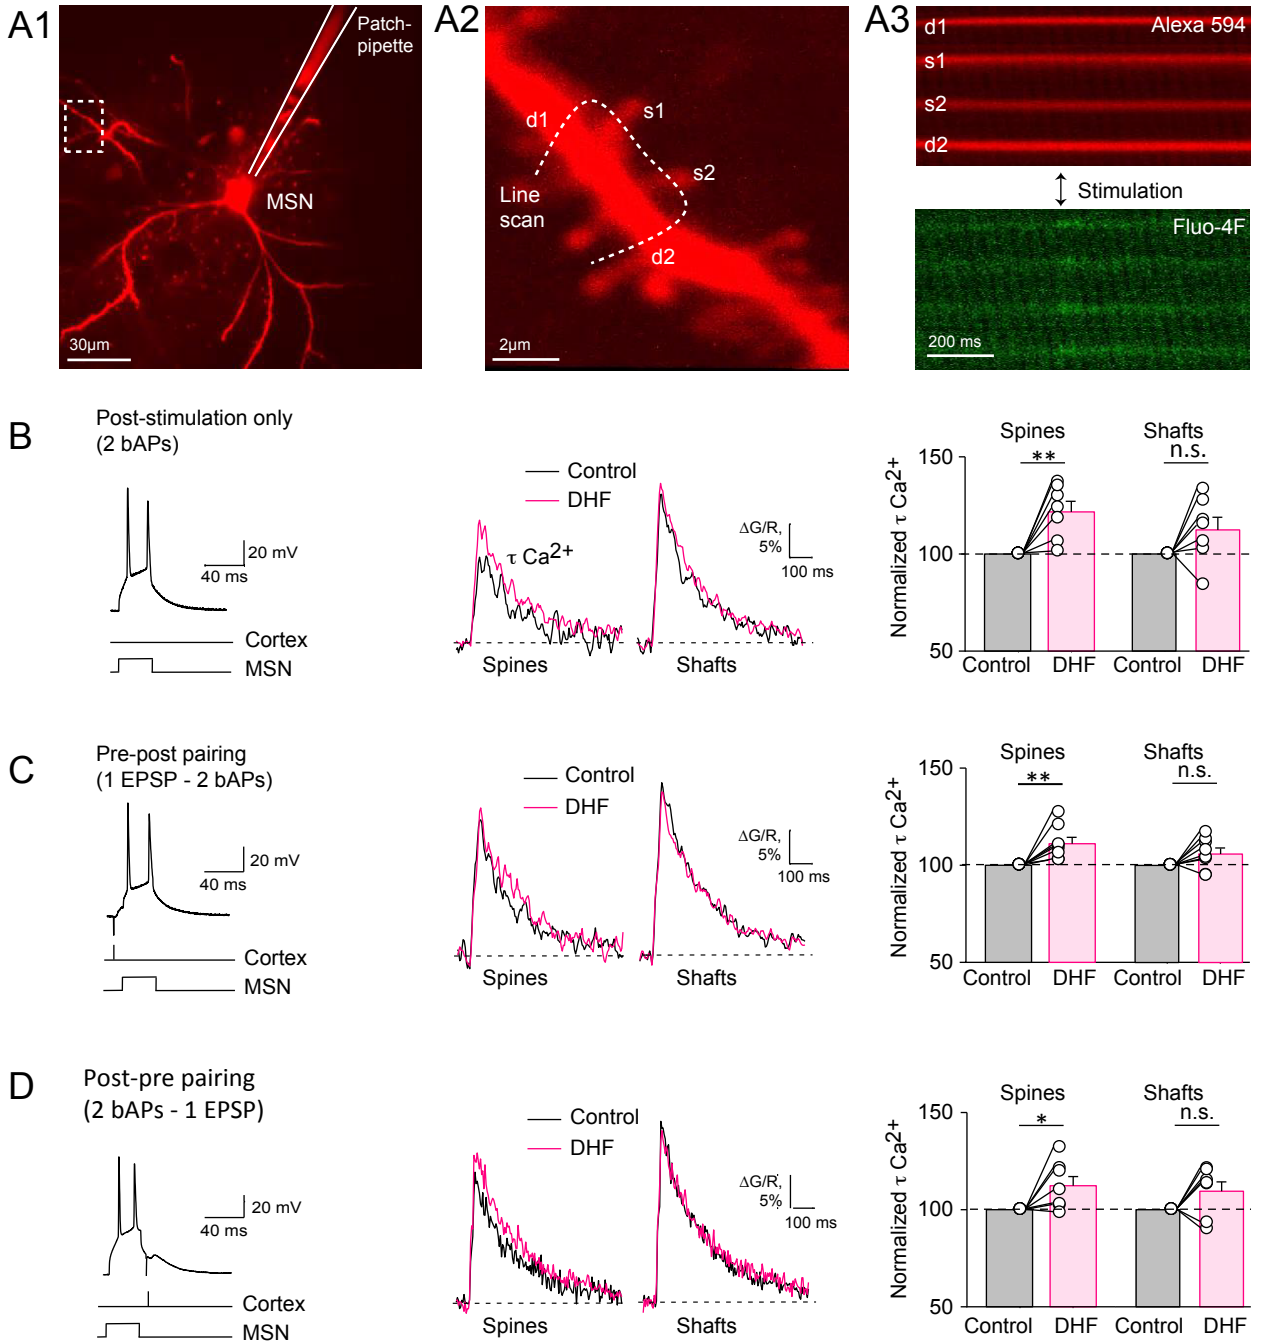 A1
Patch-
pipette
MSN
30µm
A2
d1
s1
s2
Line
scan
d2
2µm
A3
d1
Alexa 594
s1
s2
d2
Stimulation
Fluo-4F
200 ms
B
Post-stimulation only
(2 bAPs)
20 mV
40 ms
Cortex
MSN
Control
DHF
τ Ca2+
ΔG/R,
5%
100 ms
Spines
Shafts
Normalized τ Ca2+
150
100
50
Spines
Shafts
**
n.s.
Control
DHF
Control
DHF
C
Pre-post pairing
(1 EPSP - 2 bAPs)
20 mV
40 ms
Cortex
MSN
Control
DHF
ΔG/R,
5%
100 ms
Spines
Shafts
Normalized τ Ca2+
150
100
50
Spines
Shafts
**
n.s.
Control
DHF
Control
DHF
D
Post-pre pairing
(2 bAPs - 1 EPSP)
20 mV
40 ms
Cortex
MSN
Control
DHF
ΔG/R,
5%
100 ms
Spines
Shafts
Normalized τ Ca2+
150
100
50
Spines
Shafts
*
n.s.
Control
DHF
Control
DHF